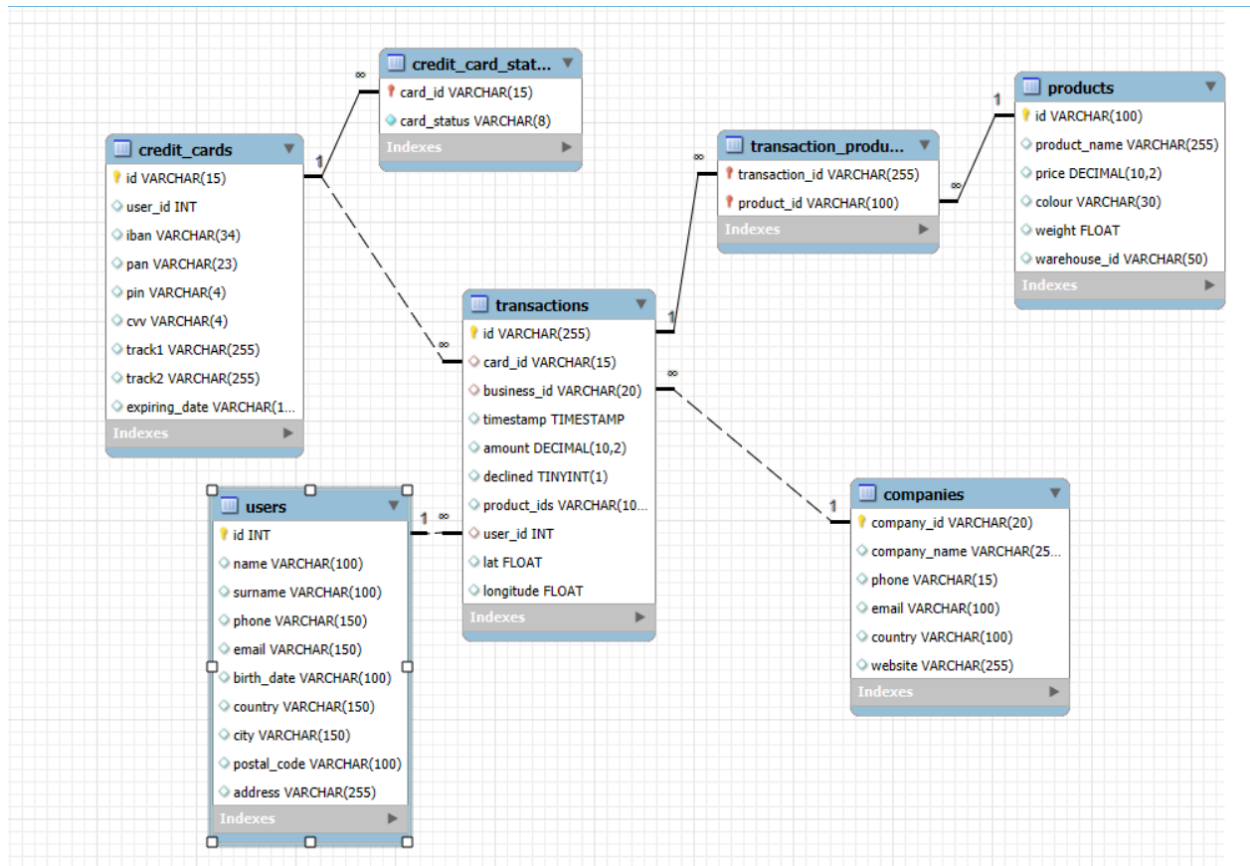 credit_card_stat...
card_id VARCHAR(15)
card_status VARCHAR(8)
Indexes
credit_cards
id VARCHAR(15)
user_id INT
iban VARCHAR(34)
pan VARCHAR(23)
pin VARCHAR(4)
cvv VARCHAR(4)
track1 VARCHAR(255)
track2 VARCHAR(255)
expiring_date VARCHAR(1...
Indexes
transaction_produ...
transaction_id VARCHAR(255)
product_id VARCHAR(100)
Indexes
products
id VARCHAR(100)
product_name VARCHAR(255)
price DECIMAL(10,2)
colour VARCHAR(30)
weight FLOAT
warehouse_id VARCHAR(50)
Indexes
transactions
id VARCHAR(255)
card_id VARCHAR(15)
business_id VARCHAR(20)
timestamp TIMESTAMP
amount DECIMAL(10,2)
declined TINYINT(1)
product_ids VARCHAR(10...
user_id INT
lat FLOAT
longitude FLOAT
Indexes
users
id INT
name VARCHAR(100)
surname VARCHAR(100)
phone VARCHAR(150)
email VARCHAR(150)
birth_date VARCHAR(100)
country VARCHAR(150)
city VARCHAR(150)
postal_code VARCHAR(100)
address VARCHAR(255)
Indexes
companies
company_id VARCHAR(20)
company_name VARCHAR(25...
phone VARCHAR(15)
email VARCHAR(100)
country VARCHAR(100)
website VARCHAR(255)
Indexes
∞
1
∞
∞
1
∞
1
∞
1
1
∞